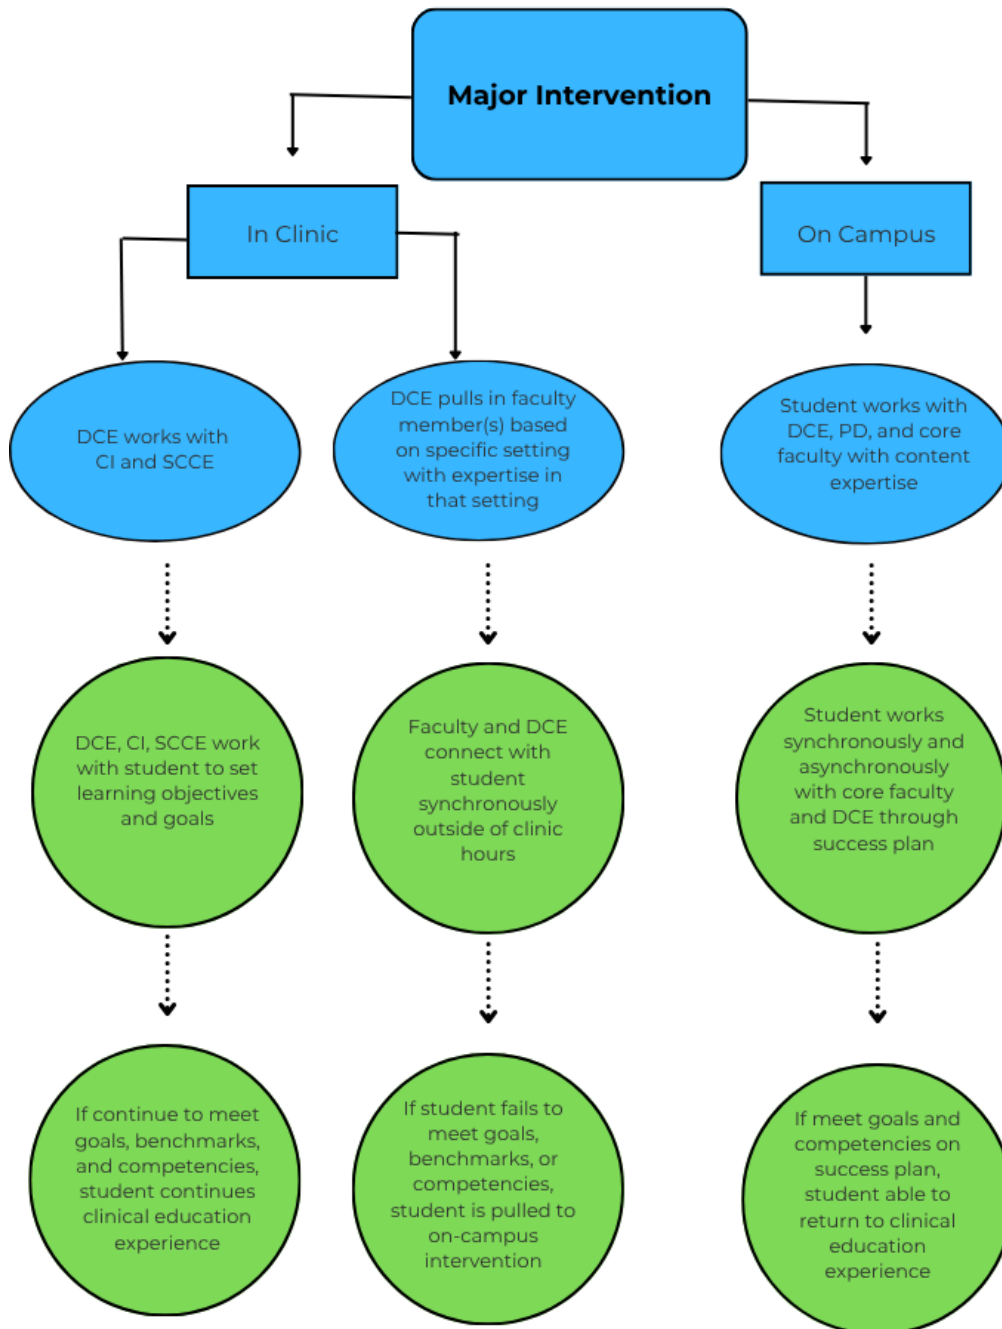 Major Intervention
In Clinic
On Campus
DCE works with
CI and SCCE
DCE pulls in faculty
member(s) based
on specific setting
with expertise in
that setting
Student works with
DCE, PD, and core
faculty with content
expertise
DCE, CI, SCCE work
with student to set
learning objectives
and goals
Faculty and DCE
connect with
student
synchronously
outside of clinic
hours
Student works
synchronously and
asynchronously
with core faculty
and DCE through
success plan
If continue to meet
goals, benchmarks,
and competencies,
student continues
clinical education
experience
If student fails to
meet goals,
benchmarks, or
competencies,
student is pulled to
on-campus
intervention
If meet goals and
competencies on
success plan,
student able to
return to clinical
education
experience